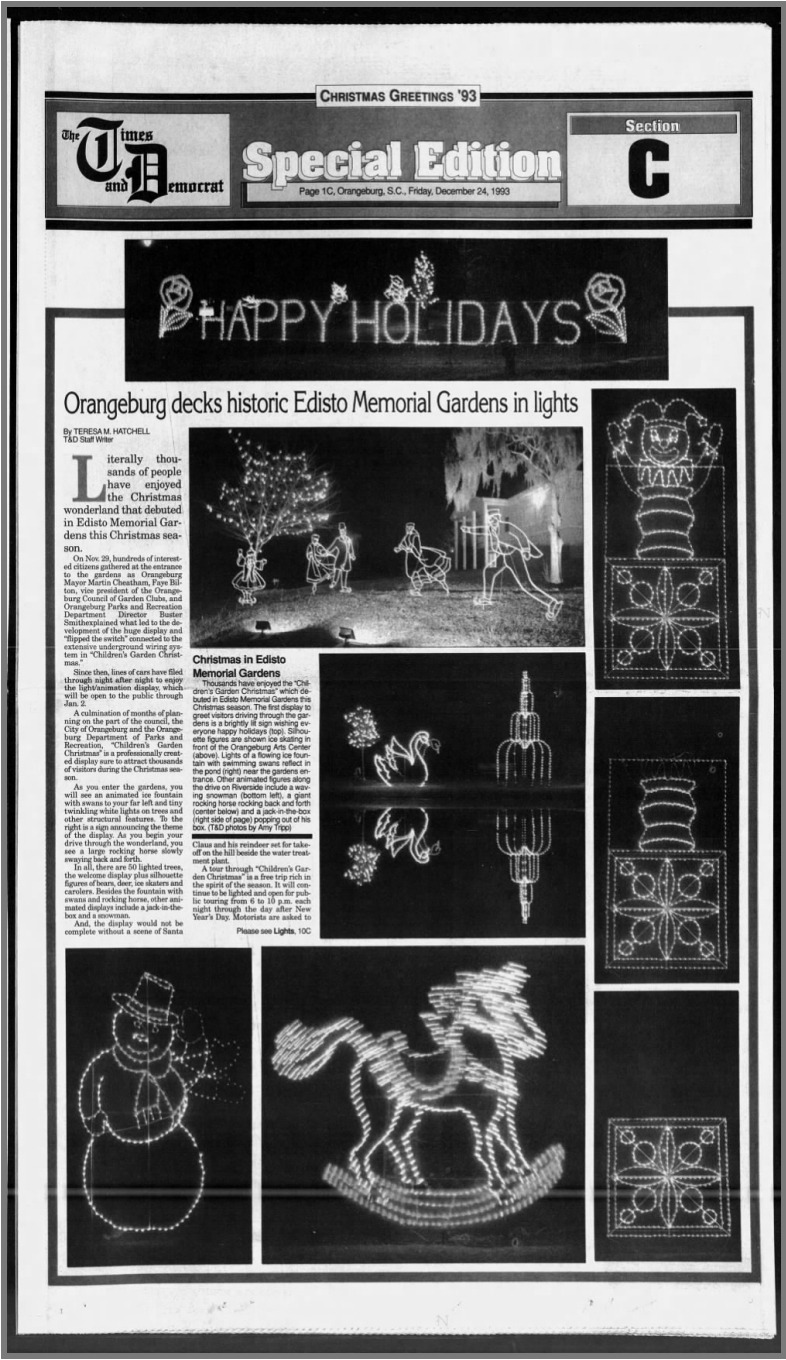 CHRISTMAS GREETINGS '93
The Times
and Democrat
Special Edition
Page 1C, Orangeburg, S.C., Friday, December 24, 1993
Section
C
HAPPY HOLIDAYS
Orangeburg decks historic Edisto Memorial Gardens in lights
By TERESA M. HATCHELL
T&D Staff Writer
Literally thou-
sands of people
have enjoyed
the Christmas
wonderland that debuted
in Edisto Memorial Gar-
dens this Christmas sea-
son.
On Nov. 29, hundreds of interest-
ed citizens gathered at the entrance
to the gardens as Orangeburg
Mayor Martin Cheatham, Faye Bil-
ton, vice president of the Orange-
burg Council of Garden Clubs, and
Orangeburg Parks and Recreation
Department Director Buster
Smithexplained what led to the de-
velopment of the huge display and
"flipped the switch" connected to the
extensive underground wiring sys-
tem in "Children's Garden Christ-
mas."
Since then, lines of cars have filed
through night after night to enjoy
the light/animation display, which
will be open to the public through
Jan. 2.
A culmination of months of plan-
ning on the part of the council, the
City of Orangeburg and the Orange-
burg Department of Parks and
Recreation, "Children's Garden
Christmas" is a professionally creat-
ed display sure to attract thousands
of visitors during the Christmas sea-
son.
As you enter the gardens, you
will see an animated ice fountain
with swans to your far left and tiny
twinkling white lights on trees and
other structural features. To the
right is a sign announcing the theme
of the display. As you begin your
drive through the wonderland, you
see a large rocking horse slowly
swaying back and forth.
In all, there are 50 lighted trees,
the welcome display plus silhouette
figures of bears, deer, ice skaters and
carolers. Besides the fountain with
swans and rocking horse, other ani-
mated displays include a jack-in-the-
box and a snowman.
And, the display would not be
complete without a scene of Santa
Christmas in Edisto
Memorial Gardens
Thousands have enjoyed the "Chil-
dren's Garden Christmas" which de-
buted in Edisto Memorial Gardens this
Christmas season. The first display to
greet visitors driving through the gar-
dens is a brightly lit sign wishing ev-
eryone happy holidays (top). Silhou-
ette figures are shown ice skating in
front of the Orangeburg Arts Center
(above). Lights of a flowing ice foun-
tain with swimming swans reflect in
the pond (right) near the gardens en-
trance. Other animated figures along
the drive on Riverside include a wav-
ing snowman (bottom left), a giant
rocking horse rocking back and forth
(center below) and a jack-in-the-box
(right side of page) popping out of his
box. (T&D photos by Amy Tripp)
Claus and his reindeer set for take-
off on the hill beside the water treat-
ment plant.
A tour through "Children's Gar-
den Christmas" is a free trip rich in
the spirit of the season. It will con-
tinue to be lighted and open for pub-
lic touring from 6 to 10 p.m. each
night through the day after New
Year's Day. Motorists are asked to
Please see Lights, 10C